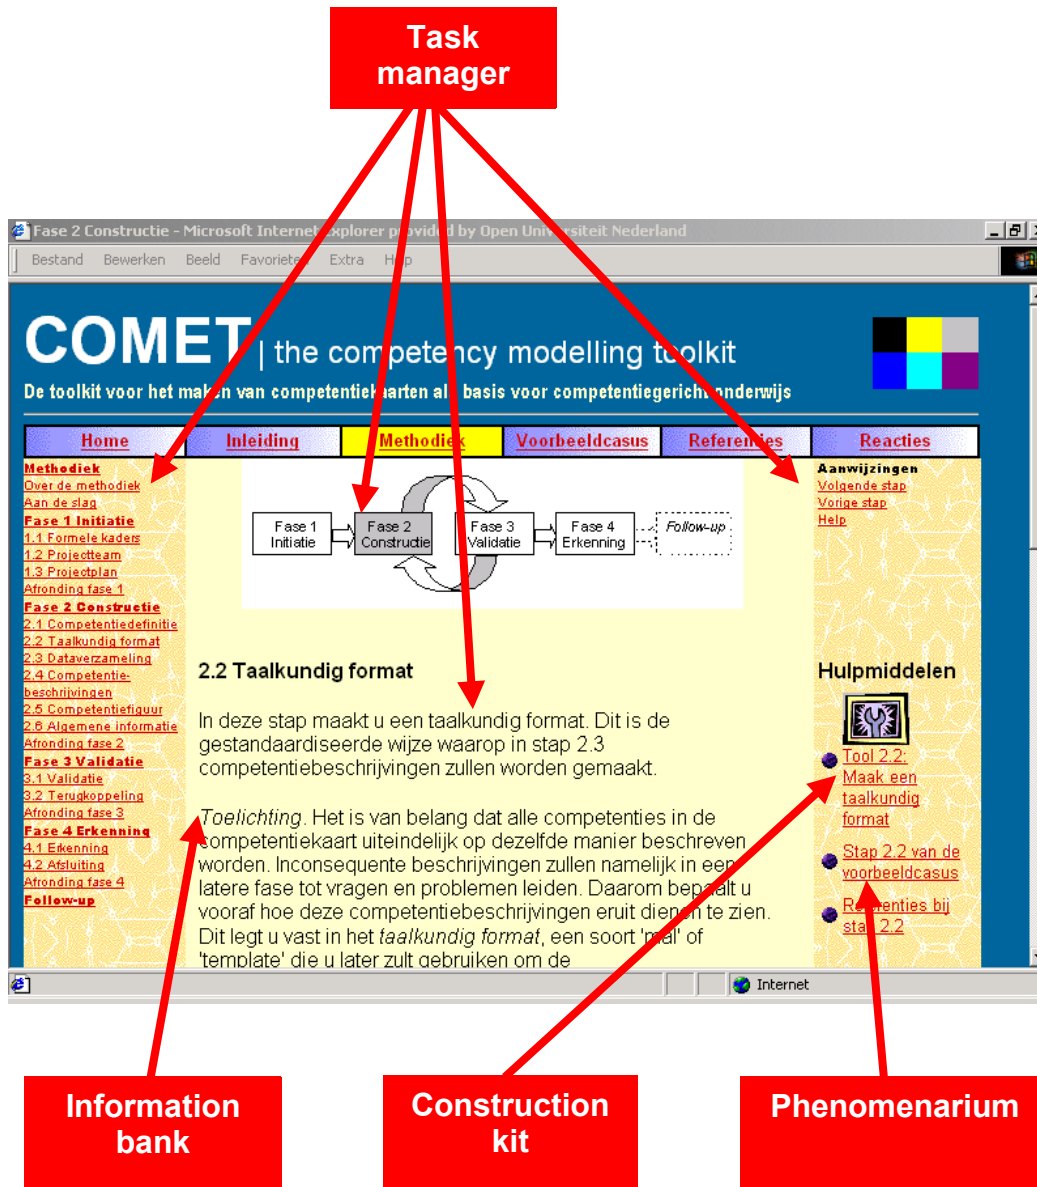 Task
manager
Fase 2 Constructie - Microsoft Internet Explorer provided by Open Universiteit Nederland
Bestand Bewerken Beeld Favorieten Extra Help
COMET | the competency modelling toolkit
De toolkit voor het maken van competentiekaarten als basis voor competentiegericht onderwijs
Home Inleiding Methodiek Voorbeeldcasus Referenties Reacties
Methodiek
Over de methodiek
Aan de slag
Fase 1 Initiatie
1.1 Formele kaders
1.2 Projectteam
1.3 Projectplan
Afronding fase 1
Fase 2 Constructie
2.1 Competentiedefinitie
2.2 Taalkundig format
2.3 Dataverzameling
2.4 Competentie-
beschrijvingen
2.5 Competentiefiguur
2.6 Algemene informatie
Afronding fase 2
Fase 3 Validatie
3.1 Validatie
3.2 Terugkoppeling
Afronding fase 3
Fase 4 Erkenning
4.1 Erkenning
4.2 Afsluiting
Afronding fase 4
Follow-up
Fase 1
Initiatie
Fase 2
Constructie
Fase 3
Validatie
Fase 4
Erkenning
Follow-up
2.2 Taalkundig format
In deze stap maakt u een taalkundig format. Dit is de
gestandaardiseerde wijze waarop in stap 2.3
competentiebeschrijvingen zullen worden gemaakt.
Toelichting. Het is van belang dat alle competenties in de
competentiekaart uiteindelijk op dezelfde manier beschreven
worden. Inconsequente beschrijvingen zullen namelijk in een
latere fase tot vragen en problemen leiden. Daarom bepaalt u
vooraf hoe deze competentiebeschrijvingen eruit dienen te zien.
Dit legt u vast in het taalkundig format, een soort 'mal' of
'template' die u later zult gebruiken om de
Aanwijzingen
Volgende stap
Vorige stap
Help
Hulpmiddelen
Tool 2.2:
Maak een
taalkundig
format
Stap 2.2 van de
voorbeeldcasus
Referenties bij
stap 2.2
Internet
Information
bank
Construction
kit
Phenomenarium